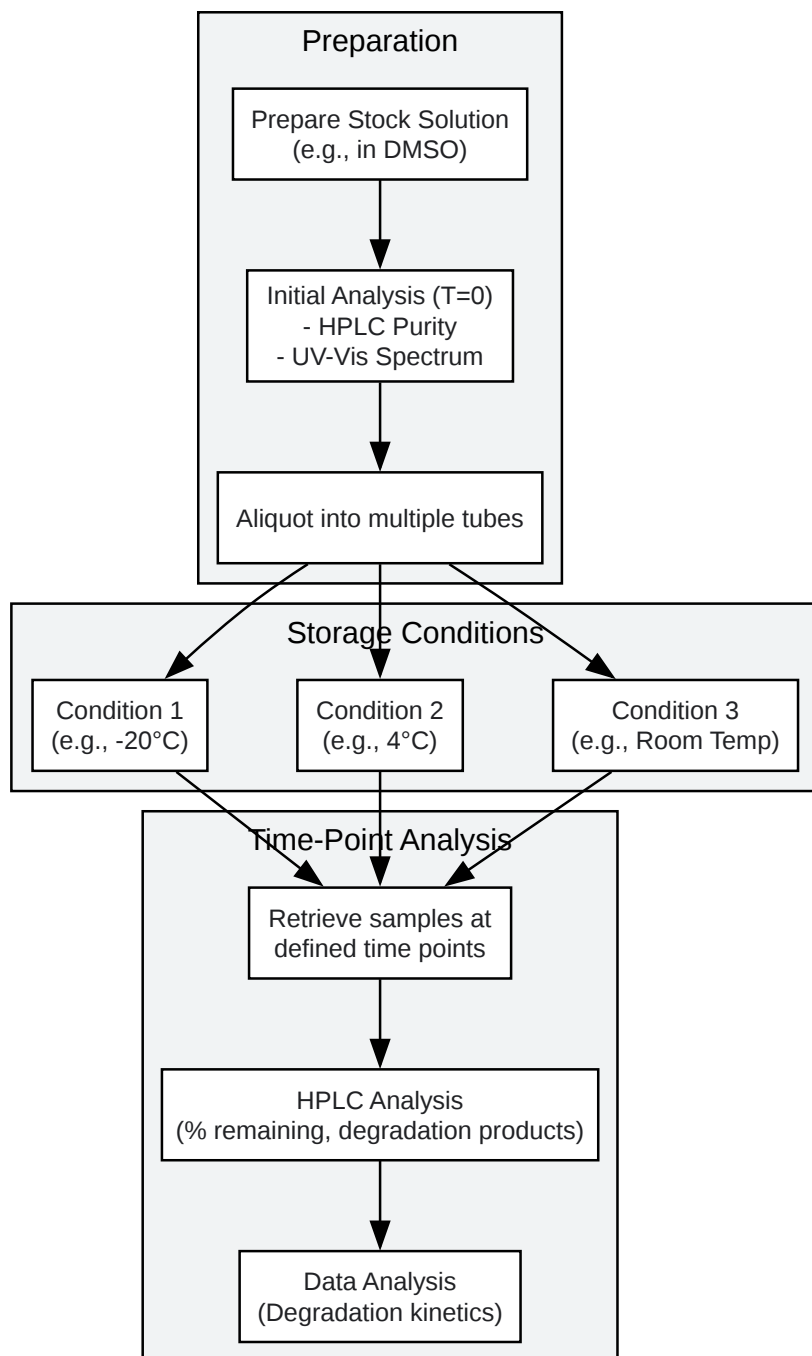 Preparation
Prepare Stock Solution
(e.g., in DMSO)
Initial Analysis (T=0)
- HPLC Purity
- UV-Vis Spectrum
Aliquot into multiple tubes
Storage Conditions
Condition 1
(e.g., -20°C)
Condition 2
(e.g., 4°C)
Condition 3
(e.g., Room Temp)
Time-Point Analysis
Retrieve samples at
defined time points
HPLC Analysis
(% remaining, degradation products)
Data Analysis
(Degradation kinetics)